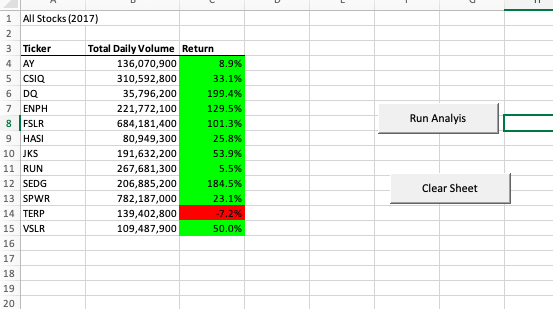 1 All Stocks (2017)
2
3 Ticker Total Daily Volume Return
4 AY 136,070,900 8.9%
5 CSIQ 310,592,800 33.1%
6 DQ 35,796,200 199.4%
7 ENPH 221,772,100 129.5%
8 FSLR 684,181,400 101.3%
9 HASI 80,949,300 25.8%
10 JKS 191,632,200 53.9%
11 RUN 267,681,300 5.5%
12 SEDG 206,885,200 184.5%
13 SPWR 782,187,000 23.1%
14 TERP 139,402,800 -7.2%
15 VSLR 109,487,900 50.0%
16
17
18
19
20
Run Analyis
Clear Sheet